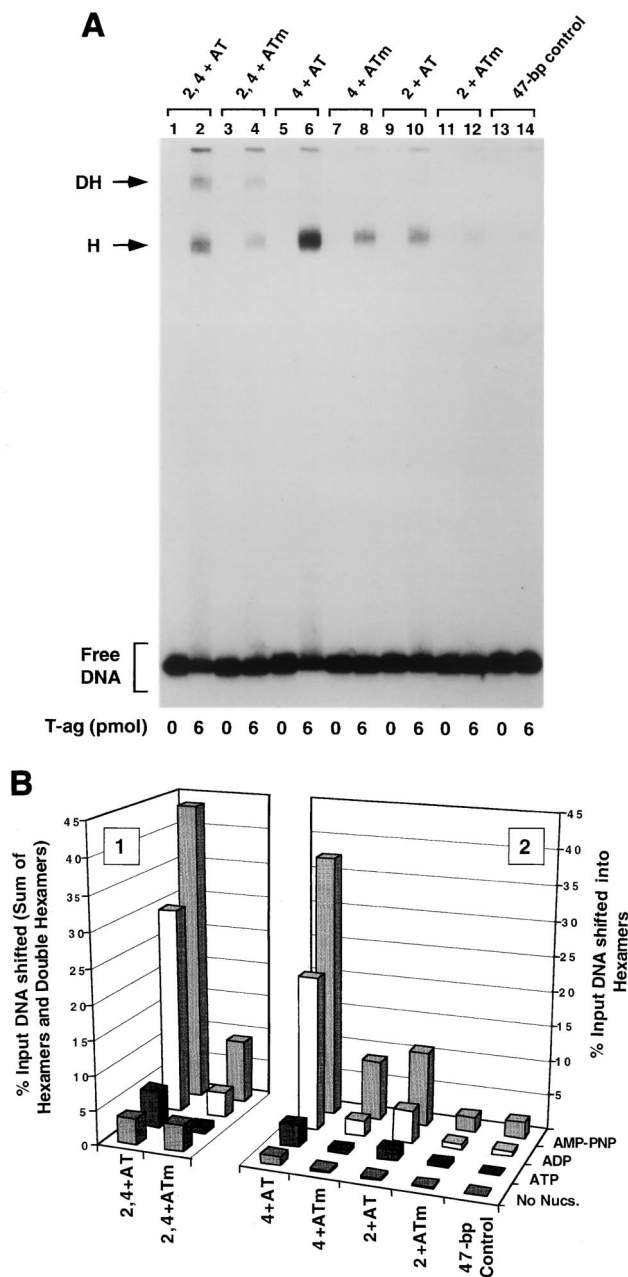 A
2,4 + AT 2,4 + ATm 4 + AT 4 + ATm 2 + AT 2 + ATm 47-bp control
1 2 3 4 5 6 7 8 9 10 11 12 13 14
DH
H
Free
DNA
T-ag (pmol) 0 6 0 6 0 6 0 6 0 6 0 6 0 6
B
% Input DNA shifted (Sum of
Hexamers and Double Hexamers)
45
40
35
30
25
20
15
10
5
0
1
2,4+AT
2,4+ATm
2
45
40
35
30
25
20
15
10
5
% Input DNA shifted into
Hexamers
AMP-PNP
ADP
ATP
No Nucs.
4+AT
4+ATm
2+AT
2+ATm
47-bp
Control